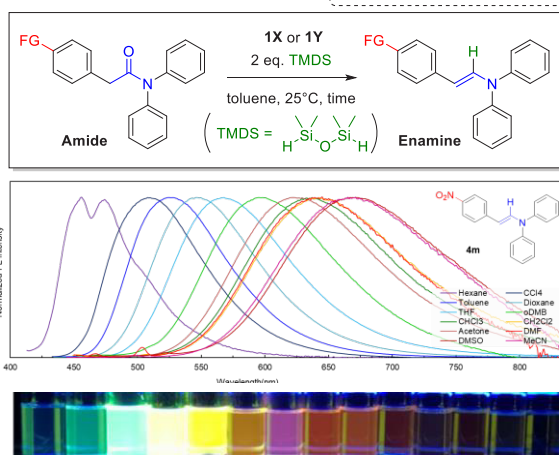 FG
O
N
Amide
1X or 1Y
2 eq. TMDS
toluene, 25°C, time
(TMDS = H Si O Si H)
FG
H
N
Enamine
O₂N
H
N
4m
Hexane CCl4
Toluene Dioxane
THF oDMB
CHCl3 CH2Cl2
Acetone DMF
DMSO MeCN
400 450 500 550 600 650 700 750 800
Wavelength(nm)